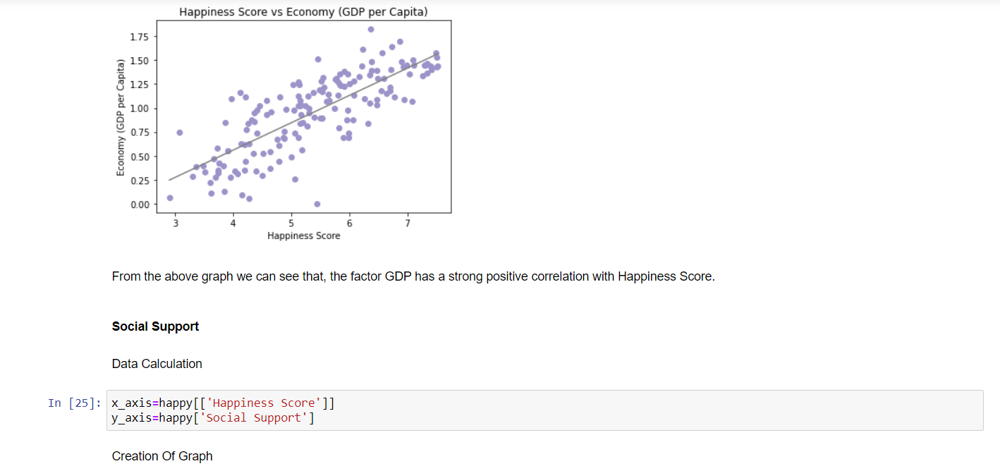 Happiness Score vs Economy (GDP per Capita)
Economy (GDP per Capita)
1.75
1.50
1.25
1.00
0.75
0.50
0.25
0.00
3 4 5 6 7
Happiness Score
From the above graph we can see that, the factor GDP has a strong positive correlation with Happiness Score.
Social Support
Data Calculation
In [25]: x_axis=happy[['Happiness Score']]
y_axis=happy['Social Support']
Creation Of Graph